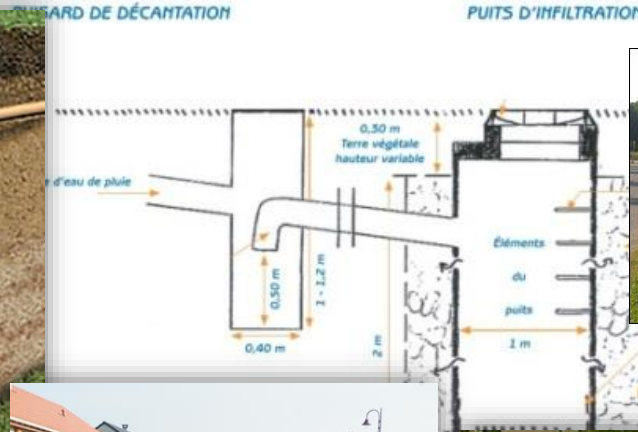 DE DÉCANTATION
PUITS D'INFILTRATION
0,30 m
Terre végétale
hauteur variable
d'eau de pluie
Éléments
du
puits
0,50 m
1 - 1,2 m
2 m
1 m
0,40 m